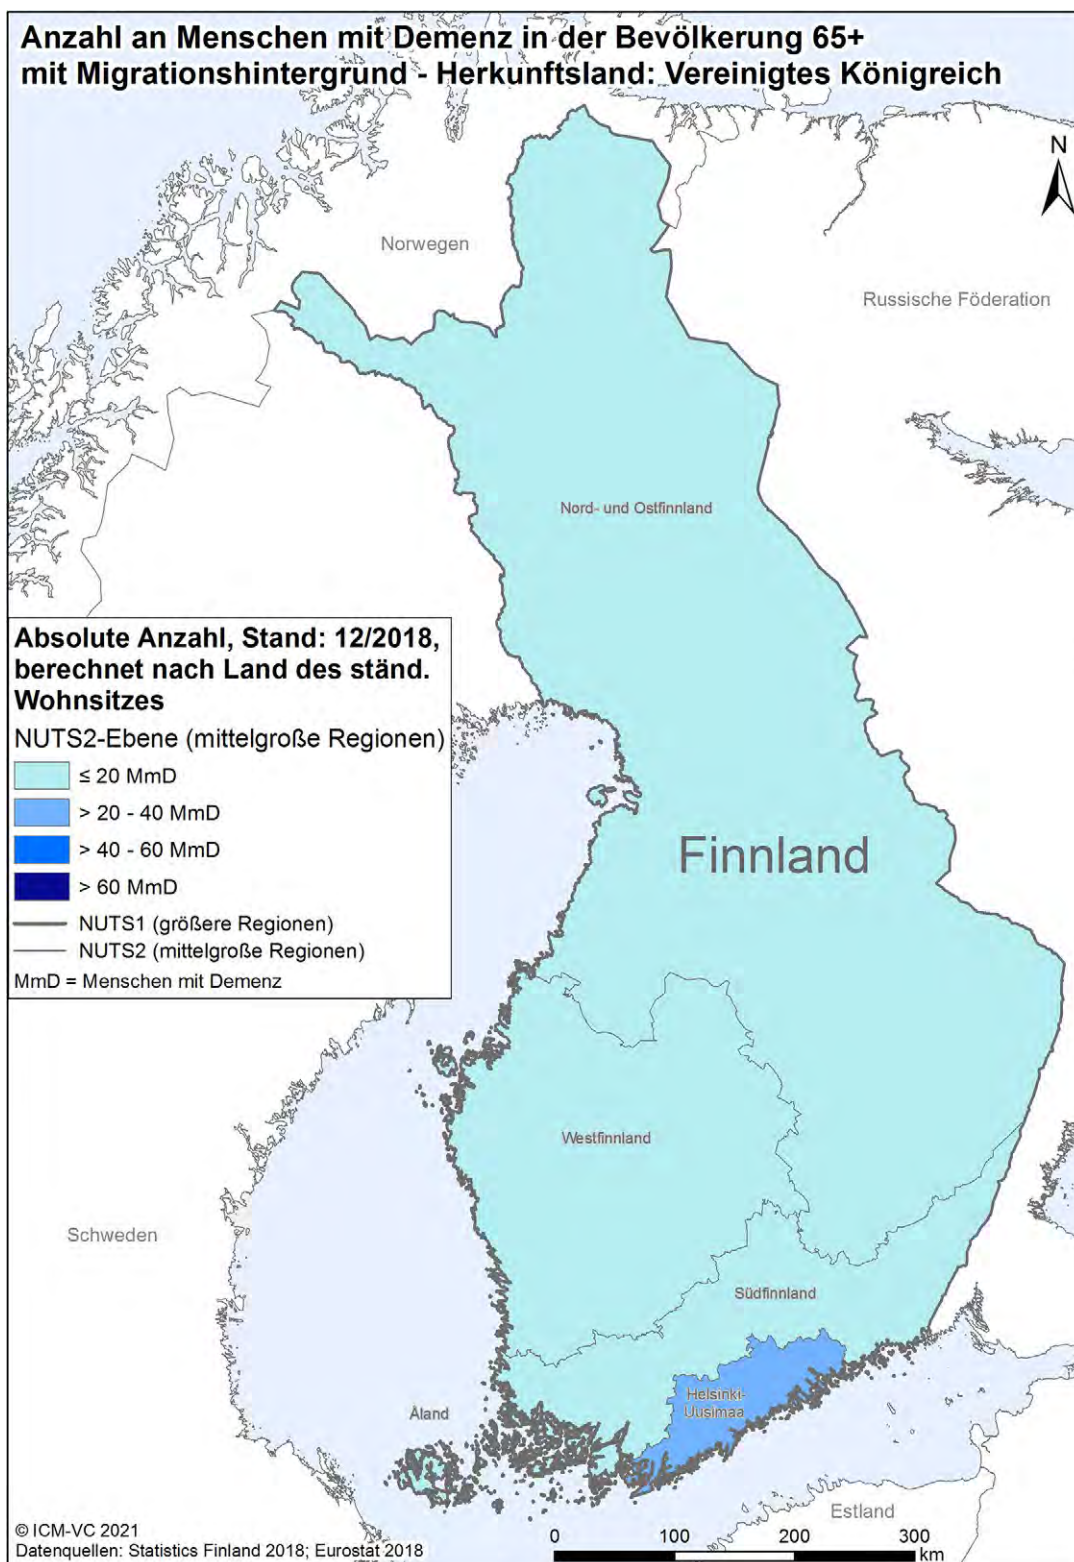 Anzahl an Menschen mit Demenz in der Bevölkerung 65+
mit Migrationshintergrund - Herkunftsland: Vereinigtes Königreich
N
Norwegen
Russische Föderation
Nord- und Ostfinnland
Absolute Anzahl, Stand: 12/2018,
berechnet nach Land des ständ.
Wohnsitzes
NUTS2-Ebene (mittelgroße Regionen)
≤ 20 MmD
> 20 - 40 MmD
> 40 - 60 MmD
> 60 MmD
NUTS1 (größere Regionen)
NUTS2 (mittelgroße Regionen)
MmD = Menschen mit Demenz
Finnland
Westfinnland
Schweden
Südfinnland
Helsinki-
Uusimaa
Åland
Estland
© ICM-VC 2021
Datenquellen: Statistics Finland 2018; Eurostat 2018
0 100 200 300
km